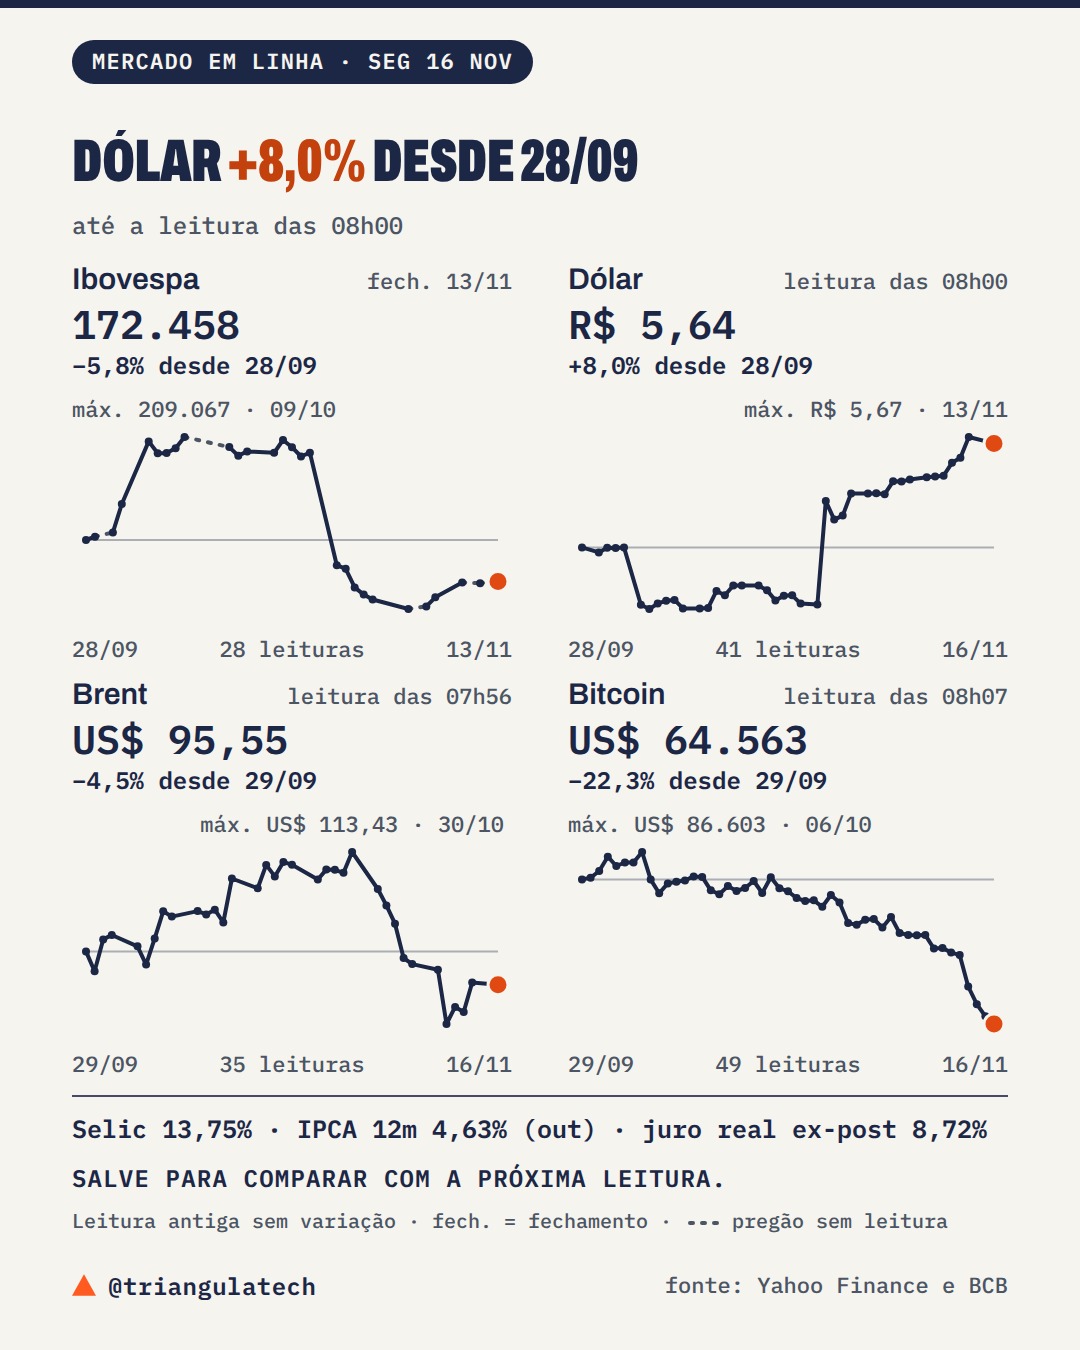 MERCADO EM LINHA · SEG 16 NOV
DÓLAR +8,0% DESDE 28/09
até a leitura das 08h00
Ibovespa fech. 13/11
172.458
−5,8% desde 28/09
máx. 209.067 · 09/10
28/09 28 leituras 13/11
Dólar leitura das 08h00
R$ 5,64
+8,0% desde 28/09
máx. R$ 5,67 · 13/11
28/09 41 leituras 16/11
Brent leitura das 07h56
US$ 95,55
−4,5% desde 29/09
máx. US$ 113,43 · 30/10
29/09 35 leituras 16/11
Bitcoin leitura das 08h07
US$ 64.563
−22,3% desde 29/09
máx. US$ 86.603 · 06/10
29/09 49 leituras 16/11
Selic 13,75% · IPCA 12m 4,63% (out) · juro real ex-post 8,72%
SALVE PARA COMPARAR COM A PRÓXIMA LEITURA.
Leitura antiga sem variação · fech. = fechamento · --- pregão sem leitura
@triangulatech fonte: Yahoo Finance e BCB